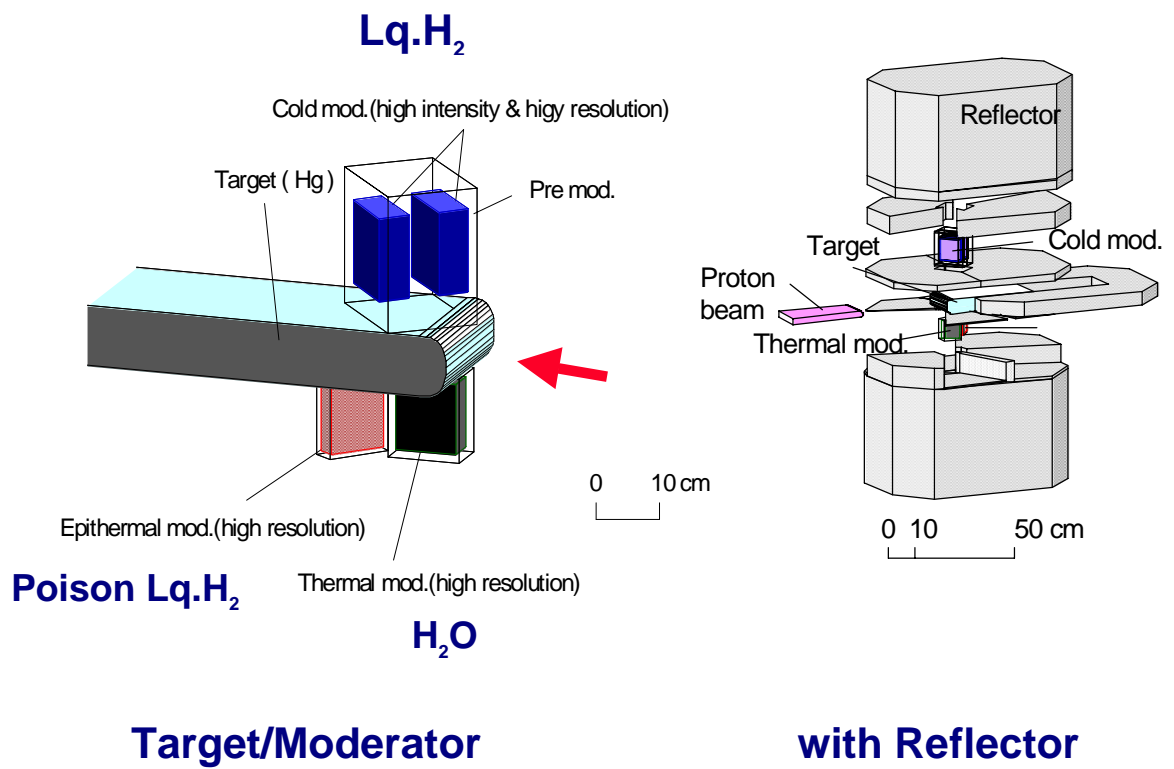 Lq.H2
Cold mod.(high intensity & higy resolution)
Target ( Hg )
Pre mod.
Epithermal mod.(high resolution)
Poison Lq.H2
Thermal mod.(high resolution)
H2O
0 10 cm
Target/Moderator
Reflector
Cold mod.
Target
Proton
beam
Thermal mod.
0 10 50 cm
with Reflector